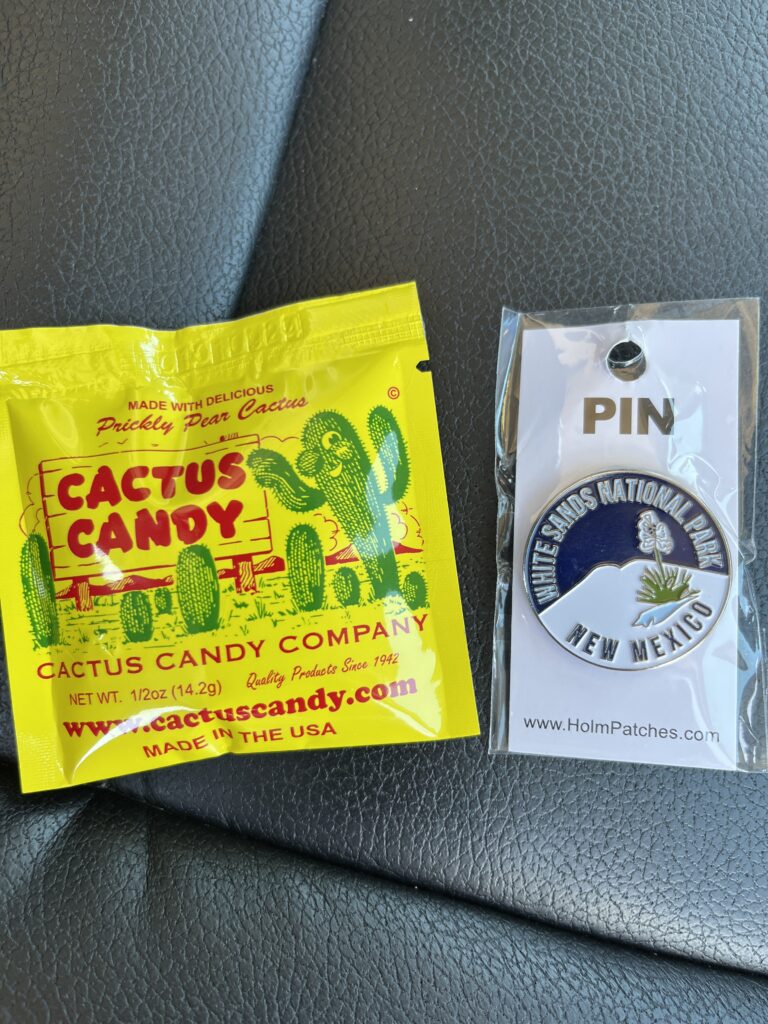 MADE WITH DELICIOUS
Prickly Pear Cactus
©
CACTUS
CANDY
CACTUS CANDY COMPANY
NET WT. 1/2oz (14.2g)
Quality Products Since 1942
www.cactuscandy.com
MADE IN THE USA
PIN
WHITE SANDS NATIONAL PARK
NEW MEXICO
www.HolmPatches.com